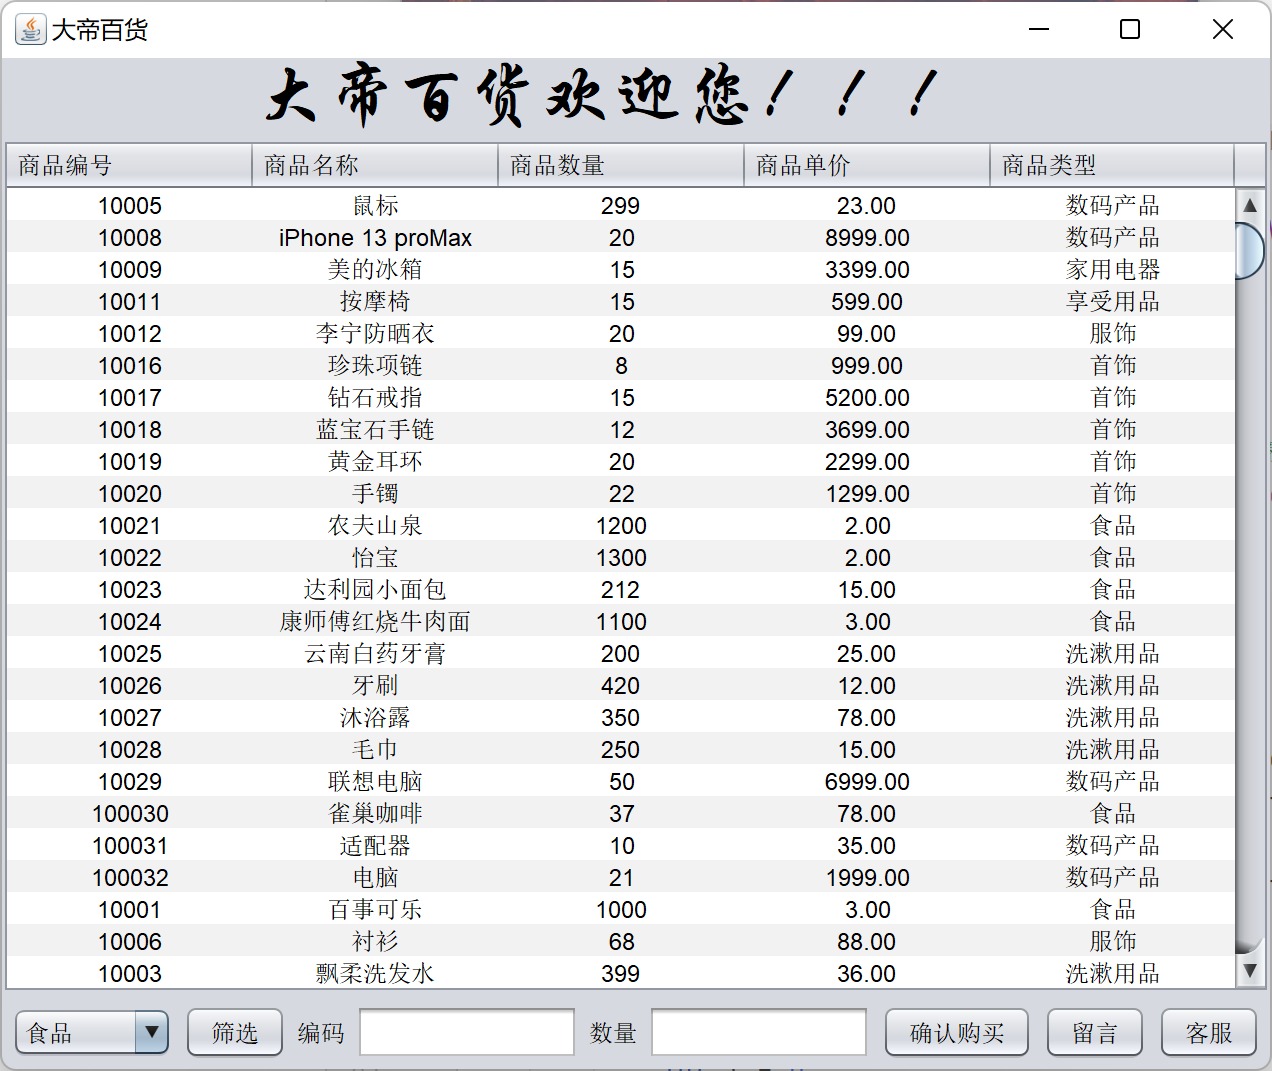 大帝百货
大帝百货欢迎您！！！
商品编号 商品名称 商品数量 商品单价 商品类型
10005 鼠标 299 23.00 数码产品
10008 iPhone 13 proMax 20 8999.00 数码产品
10009 美的冰箱 15 3399.00 家用电器
10011 按摩椅 15 599.00 享受用品
10012 李宁防晒衣 20 99.00 服饰
10016 珍珠项链 8 999.00 首饰
10017 钻石戒指 15 5200.00 首饰
10018 蓝宝石手链 12 3699.00 首饰
10019 黄金耳环 20 2299.00 首饰
10020 手镯 22 1299.00 首饰
10021 农夫山泉 1200 2.00 食品
10022 怡宝 1300 2.00 食品
10023 达利园小面包 212 15.00 食品
10024 康师傅红烧牛肉面 1100 3.00 食品
10025 云南白药牙膏 200 25.00 洗漱用品
10026 牙刷 420 12.00 洗漱用品
10027 沐浴露 350 78.00 洗漱用品
10028 毛巾 250 15.00 洗漱用品
10029 联想电脑 50 6999.00 数码产品
100030 雀巢咖啡 37 78.00 食品
100031 适配器 10 35.00 数码产品
100032 电脑 21 1999.00 数码产品
10001 百事可乐 1000 3.00 食品
10006 衬衫 68 88.00 服饰
10003 飘柔洗发水 399 36.00 洗漱用品
食品 筛选 编码 数量 确认购买 留言 客服